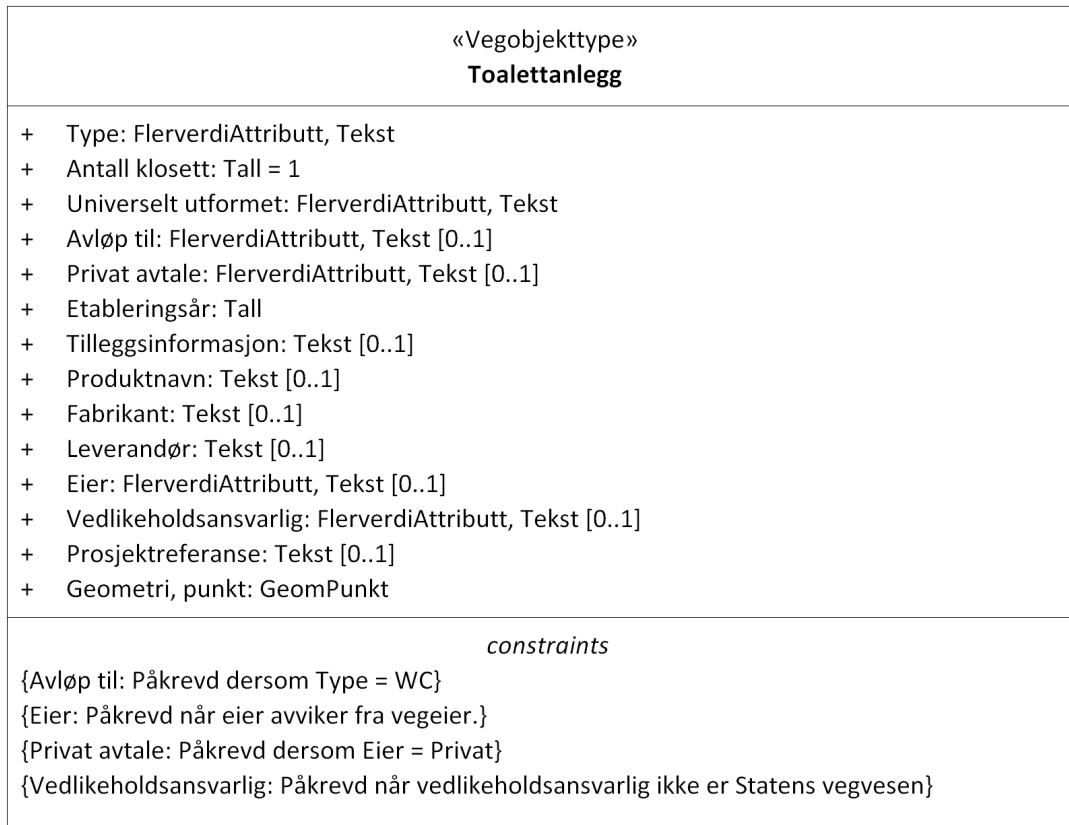 «Vegobjekttype»
Toalettanlegg
+ Type: FlerverdiAttributt, Tekst
+ Antall klosett: Tall = 1
+ Universelt utformet: FlerverdiAttributt, Tekst
+ Avløp til: FlerverdiAttributt, Tekst [0..1]
+ Privat avtale: FlerverdiAttributt, Tekst [0..1]
+ Etableringsår: Tall
+ Tilleggsinformasjon: Tekst [0..1]
+ Produktnavn: Tekst [0..1]
+ Fabrikant: Tekst [0..1]
+ Leverandør: Tekst [0..1]
+ Eier: FlerverdiAttributt, Tekst [0..1]
+ Vedlikeholdsansvarlig: FlerverdiAttributt, Tekst [0..1]
+ Prosjektreferanse: Tekst [0..1]
+ Geometri, punkt: GeomPunkt
constraints
{Avløp til: Påkrevd dersom Type = WC}
{Eier: Påkrevd når eier avviker fra vegeier.}
{Privat avtale: Påkrevd dersom Eier = Privat}
{Vedlikeholdsansvarlig: Påkrevd når vedlikeholdsansvarlig ikke er Statens vegvesen}